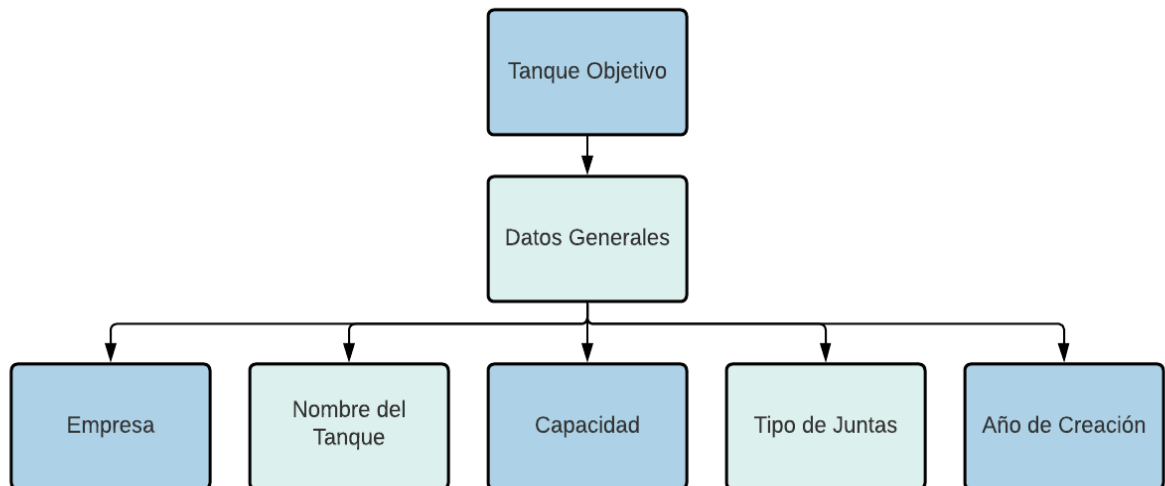 Tanque Objetivo
Datos Generales
Empresa
Nombre del
Tanque
Capacidad
Tipo de Juntas
Año de Creación